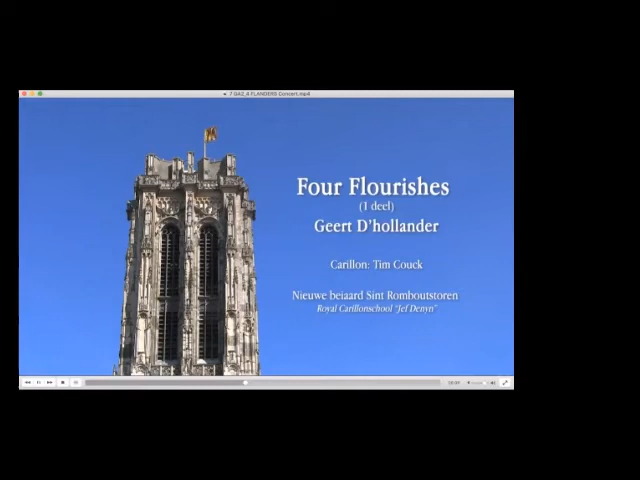 7 GA2_4 FLANDERS Concert.mp4
Four Flourishes
(1 deel)
Geert D'hollander
Carillon: Tim Couck
Nieuwe beiaard Sint Romboutstoren
Royal Carillonschool "Jef Denyn"